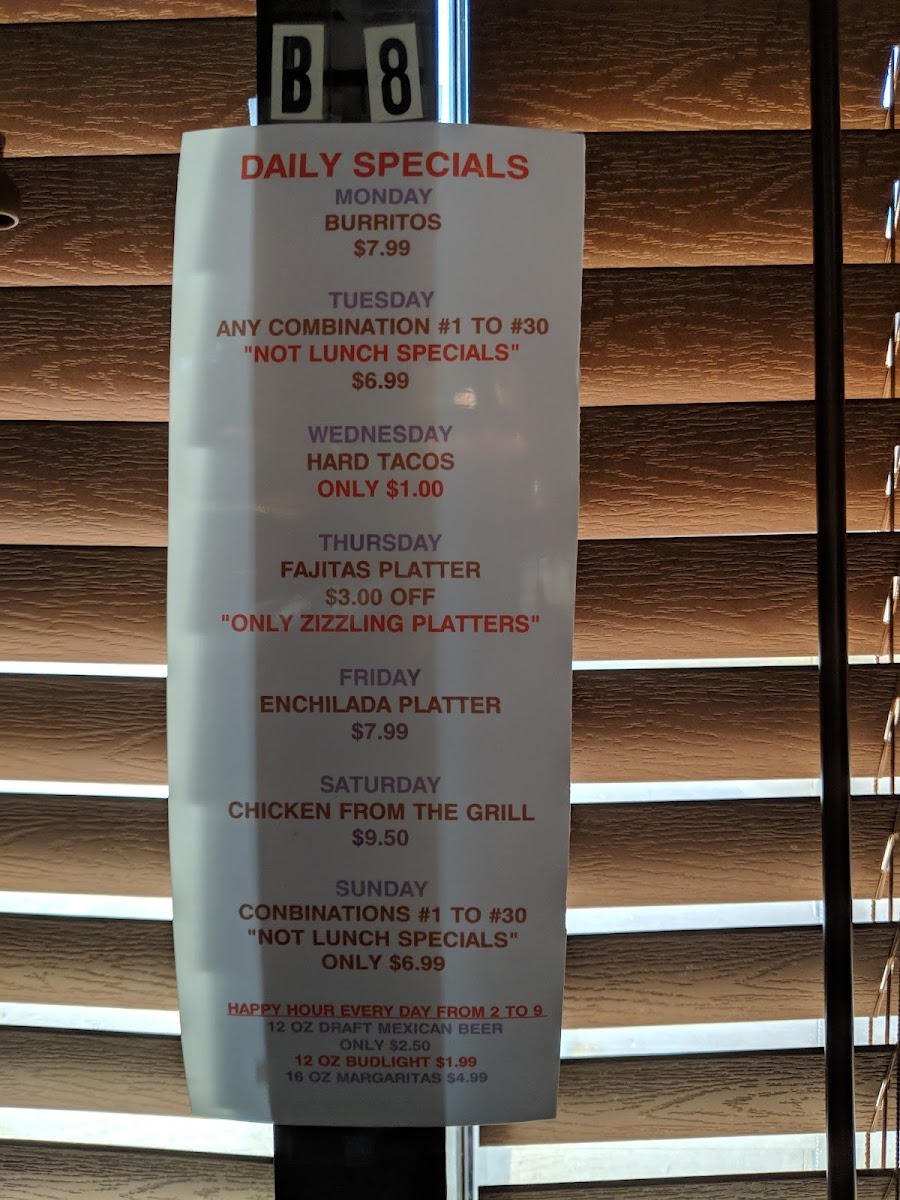 B 8
DAILY SPECIALS
MONDAY
BURRITOS
$7.99
TUESDAY
ANY COMBINATION #1 TO #30
"NOT LUNCH SPECIALS"
$6.99
WEDNESDAY
HARD TACOS
ONLY $1.00
THURSDAY
FAJITAS PLATTER
$3.00 OFF
"ONLY ZIZZLING PLATTERS"
FRIDAY
ENCHILADA PLATTER
$7.99
SATURDAY
CHICKEN FROM THE GRILL
$9.50
SUNDAY
CONBINATIONS #1 TO #30
"NOT LUNCH SPECIALS"
ONLY $6.99
HAPPY HOUR EVERY DAY FROM 2 TO 9
12 OZ DRAFT MEXICAN BEER
ONLY $2.50
12 OZ BUDLIGHT $1.99
16 OZ MARGARITAS $4.99